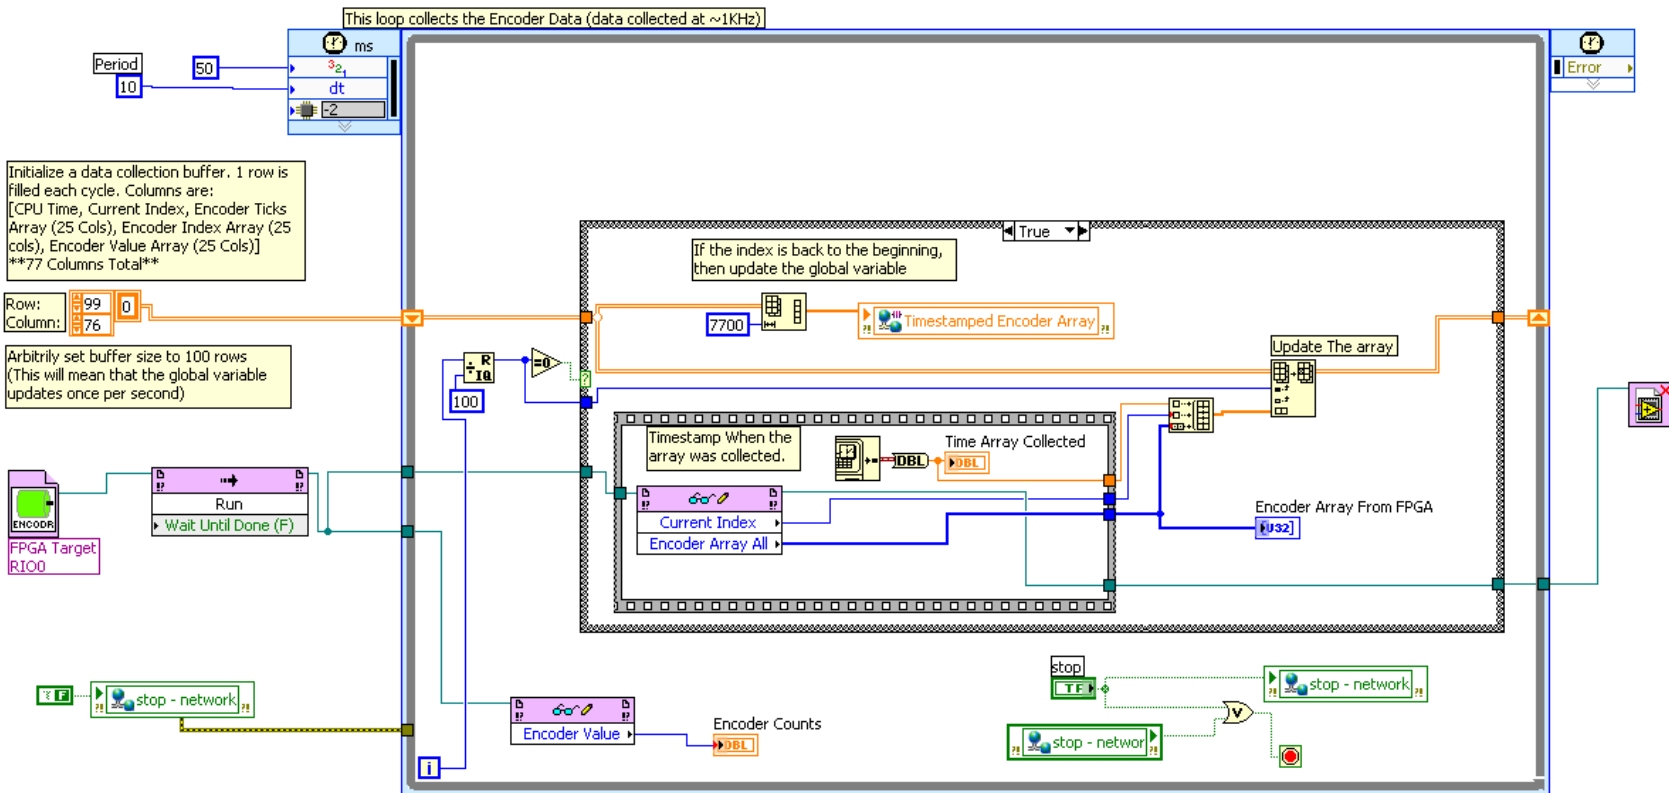 This loop collects the Encoder Data (data collected at ~1KHz)
ms
Period
50
10
dt
-2
Error
Initialize a data collection buffer. 1 row is
filled each cycle. Columns are:
[CPU Time, Current Index, Encoder Ticks
Array (25 Cols), Encoder Index Array (25
cols), Encoder Value Array (25 Cols)]
**77 Columns Total**
True
If the index is back to the beginning,
then update the global variable
Row:
Column:
99
76
0
7700
Timestamped Encoder Array
Arbitrily set buffer size to 100 rows
(This will mean that the global variable
updates once per second)
R
IQ
=0
?
100
Update The array
Timestamp When the
array was collected.
DBL
Time Array Collected
DBL
ENCODR
FPGA Target
RIO0
Run
Wait Until Done (F)
Current Index
Encoder Array All
Encoder Array From FPGA
U32]
F
stop - network
Encoder Value
Encoder Counts
DBL
i
stop
TF
stop - network
V
stop - networ